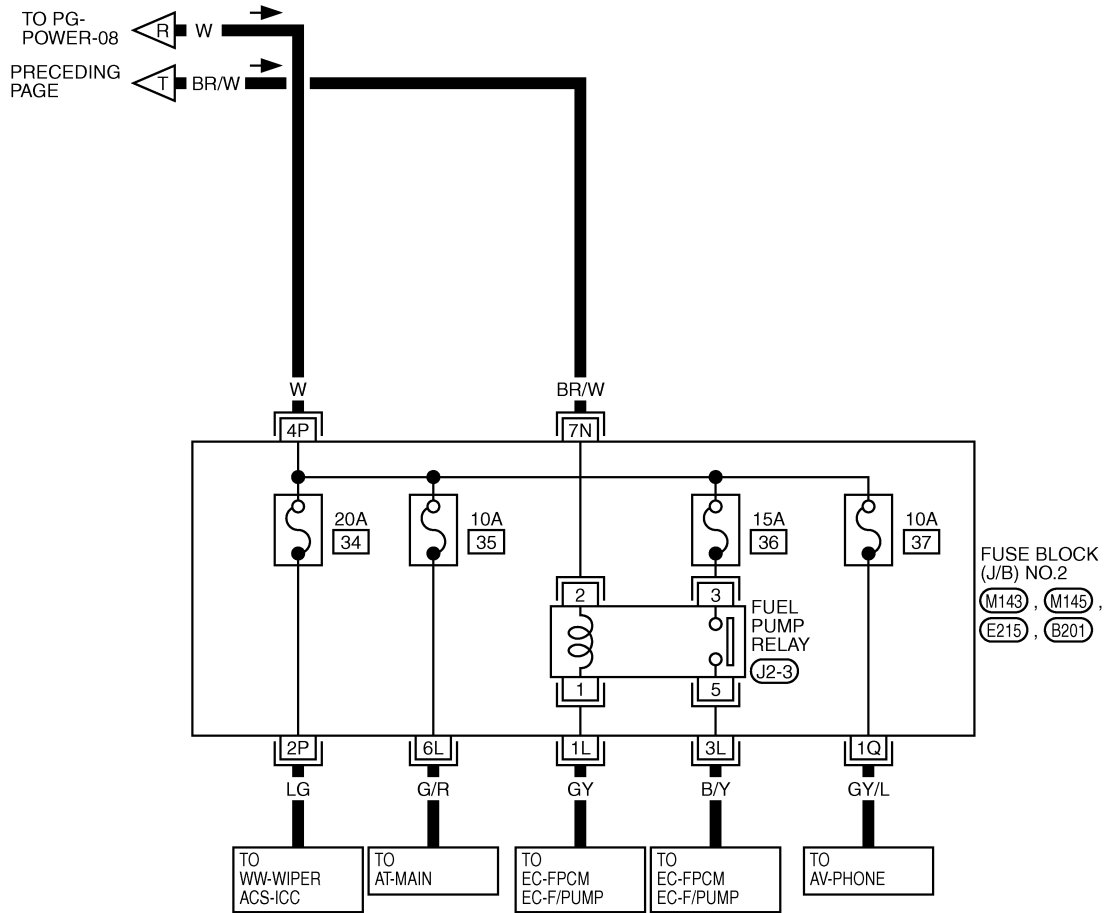 TO PG-
POWER-08
R
W
PRECEDING
PAGE
T
BR/W
W
BR/W
4P
7N
20A
34
10A
35
15A
36
10A
37
FUSE BLOCK
(J/B) NO.2
M143 , M145 ,
E215 , B201
2
3
FUEL
PUMP
RELAY
J2-3
1
5
2P
6L
1L
3L
1Q
LG
G/R
GY
B/Y
GY/L
TO
WW-WIPER
ACS-ICC
TO
AT-MAIN
TO
EC-FPCM
EC-F/PUMP
TO
EC-FPCM
EC-F/PUMP
TO
AV-PHONE